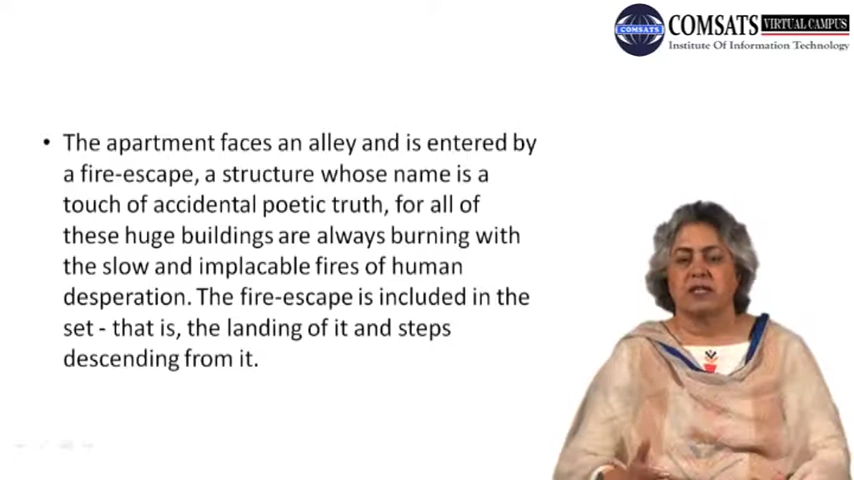 COMSATS VIRTUAL CAMPUS
COMSATS
Institute Of Information Technology
• The apartment faces an alley and is entered by
a fire-escape, a structure whose name is a
touch of accidental poetic truth, for all of
these huge buildings are always burning with
the slow and implacable fires of human
desperation. The fire-escape is included in the
set - that is, the landing of it and steps
descending from it.